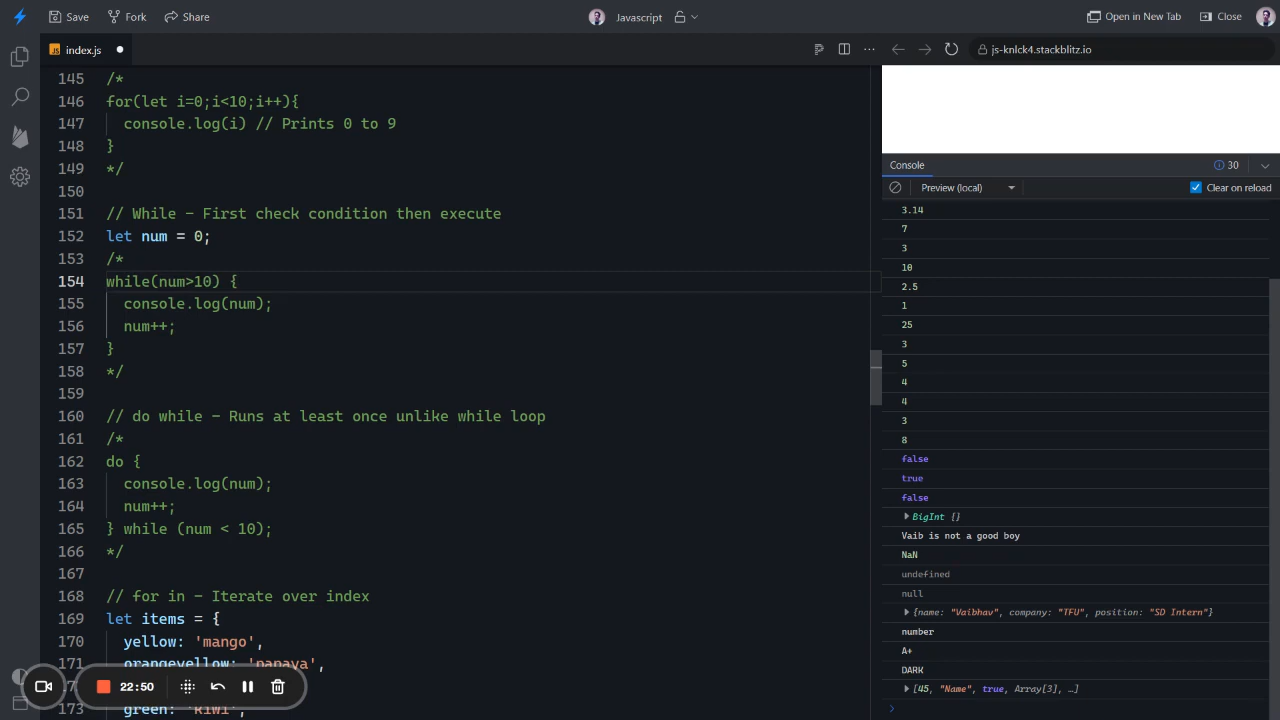 Save Fork Share Javascript Open in New Tab Close
JS index.js js-knlck4.stackblitz.io
145 /*
146 for(let i=0;i<10;i++){
147 console.log(i) // Prints 0 to 9
148 }
149 */
150
151 // While – First check condition then execute
152 let num = 0;
153 /*
154 while(num>10) {
155 console.log(num);
156 num++;
157 }
158 */
159
160 // do while – Runs at least once unlike while loop
161 /*
162 do {
163 console.log(num);
164 num++;
165 } while (num < 10);
166 */
167
168 // for in – Iterate over index
169 let items = {
170 yellow: 'mango',
171 orangeyellow: 'papaya',
173 green: 'kiwi',
22:50
Console 30
Preview (local) Clear on reload
3.14
7
3
10
2.5
1
25
3
5
4
4
3
8
false
true
false
BigInt {}
Vaib is not a good boy
NaN
undefined
null
{name: "Vaibhav", company: "TFU", position: "SD Intern"}
number
A+
DARK
[45, "Name", true, Array[3], …]